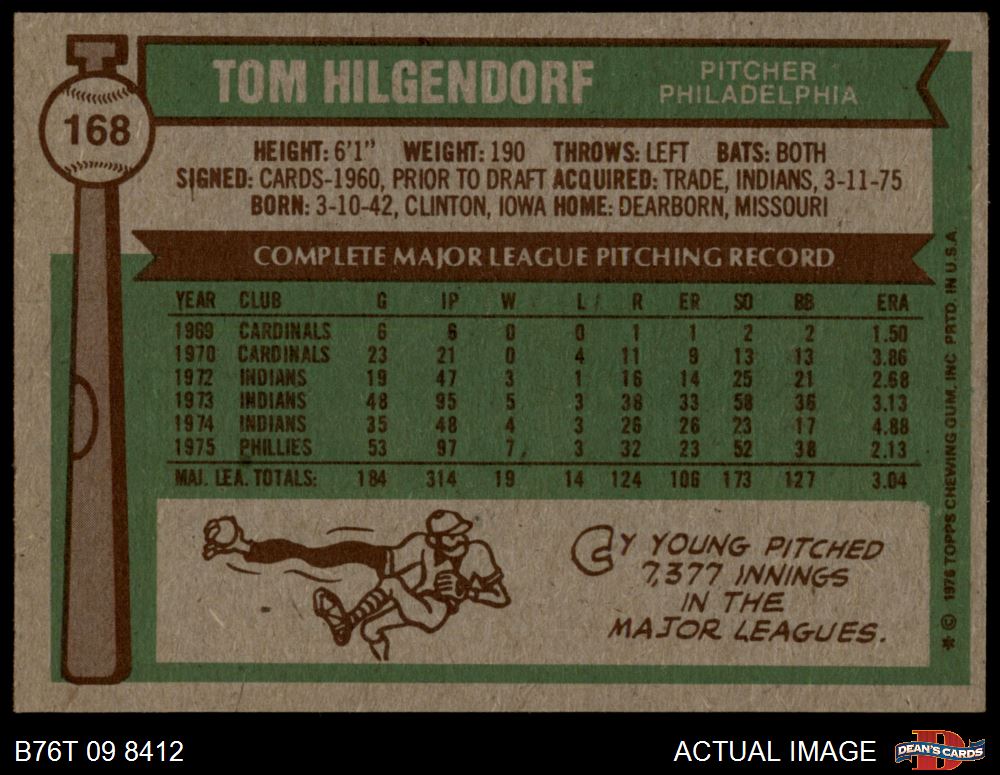 168
TOM HILGENDORF
PITCHER
PHILADELPHIA
HEIGHT: 6'1" WEIGHT: 190 THROWS: LEFT BATS: BOTH
SIGNED: CARDS-1960, PRIOR TO DRAFT ACQUIRED: TRADE, INDIANS, 3-11-75
BORN: 3-10-42, CLINTON, IOWA HOME: DEARBORN, MISSOURI
COMPLETE MAJOR LEAGUE PITCHING RECORD
YEAR CLUB G IP W L R ER SO BB ERA
1969 CARDINALS 6 6 0 0 1 1 2 2 1.50
1970 CARDINALS 23 21 0 4 11 9 13 13 3.86
1972 INDIANS 19 47 3 1 16 14 25 21 2.68
1973 INDIANS 48 95 5 3 38 33 58 36 3.13
1974 INDIANS 35 48 4 3 26 26 23 17 4.88
1975 PHILLIES 53 97 7 3 32 23 52 38 2.13
MAJ. LEA. TOTALS: 184 314 19 14 124 106 173 127 3.04
CY YOUNG PITCHED
7,377 INNINGS
IN THE
MAJOR LEAGUES.
* © 1976 TOPPS CHEWING GUM, INC PRTD. IN U.S.A.
B76T 09 8412
ACTUAL IMAGE
DEAN'S CARDS